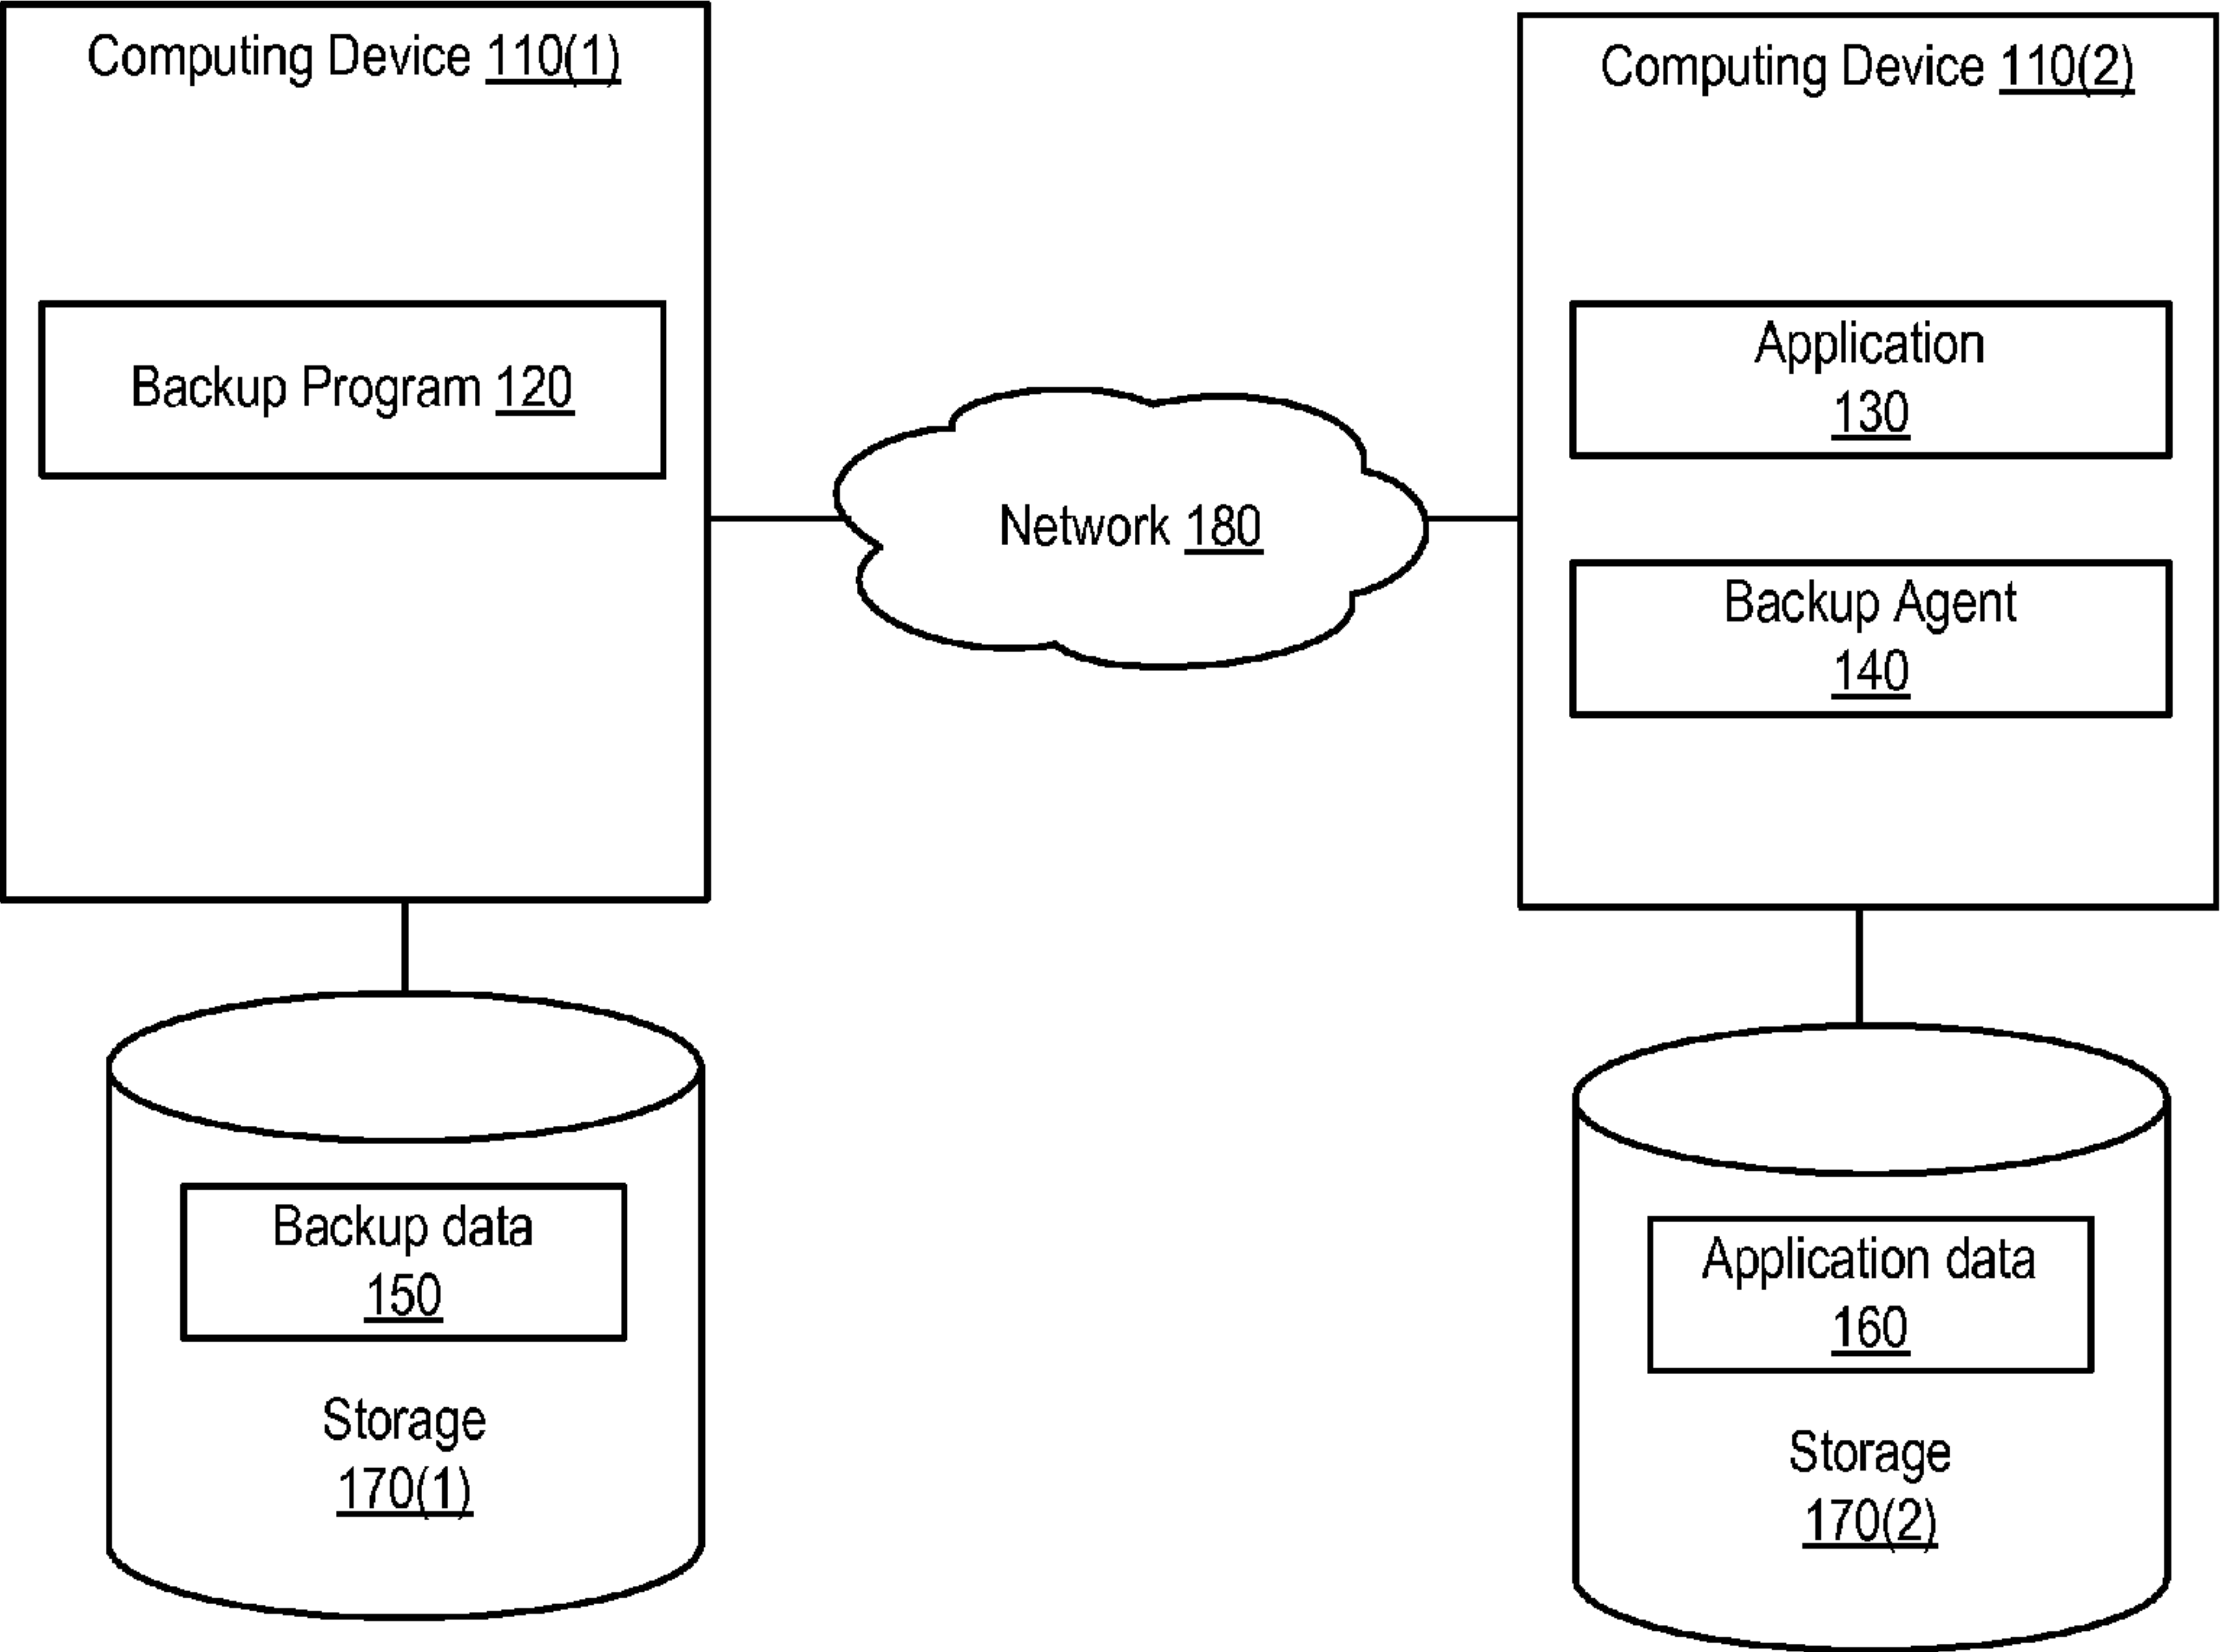 Computing Device 110(1)
Backup Program 120
Network 180
Computing Device 110(2)
Application
130
Backup Agent
140
Backup data
150
Storage
170(1)
Application data
160
Storage
170(2)